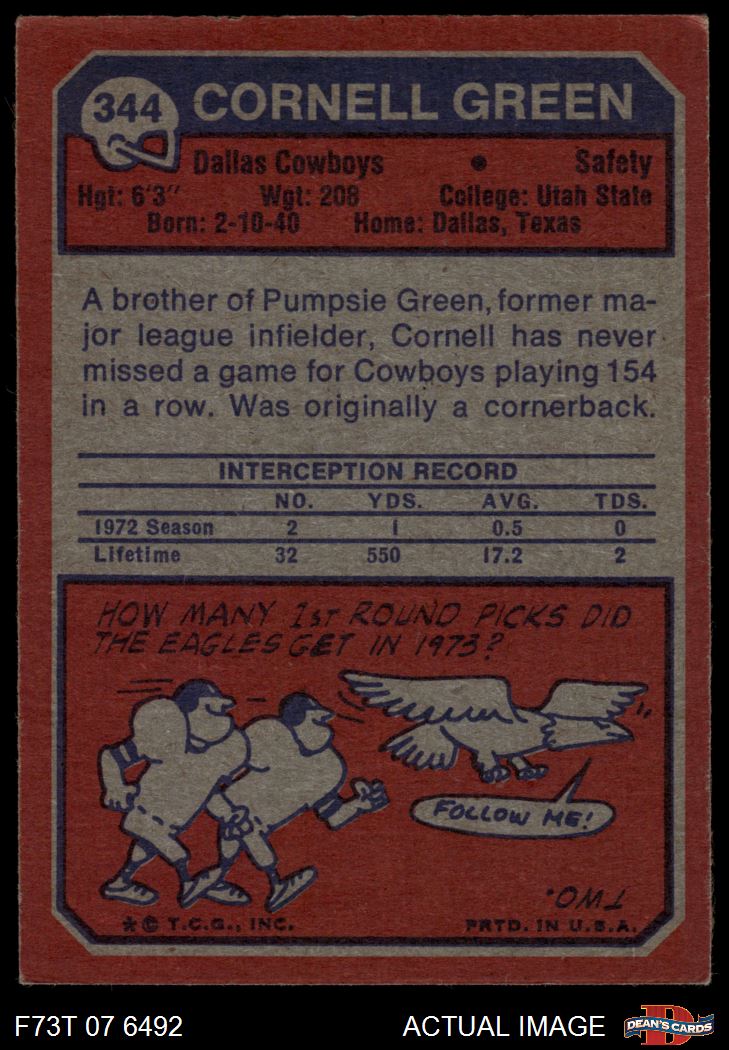 344 CORNELL GREEN
Dallas Cowboys • Safety
Hgt: 6'3" Wgt: 208 College: Utah State
Born: 2-10-40 Home: Dallas, Texas
A brother of Pumpsie Green, former ma-
jor league infielder, Cornell has never
missed a game for Cowboys playing 154
in a row. Was originally a cornerback.
INTERCEPTION RECORD
NO. YDS. AVG. TDS.
1972 Season 2 1 0.5 0
Lifetime 32 550 17.2 2
HOW MANY 1ST ROUND PICKS DID
THE EAGLES GET IN 1973?
FOLLOW ME!
TWO.
* © T.C.G., INC. PRTD. IN U.S.A.
F73T 07 6492 ACTUAL IMAGE D DEAN'S CARDS